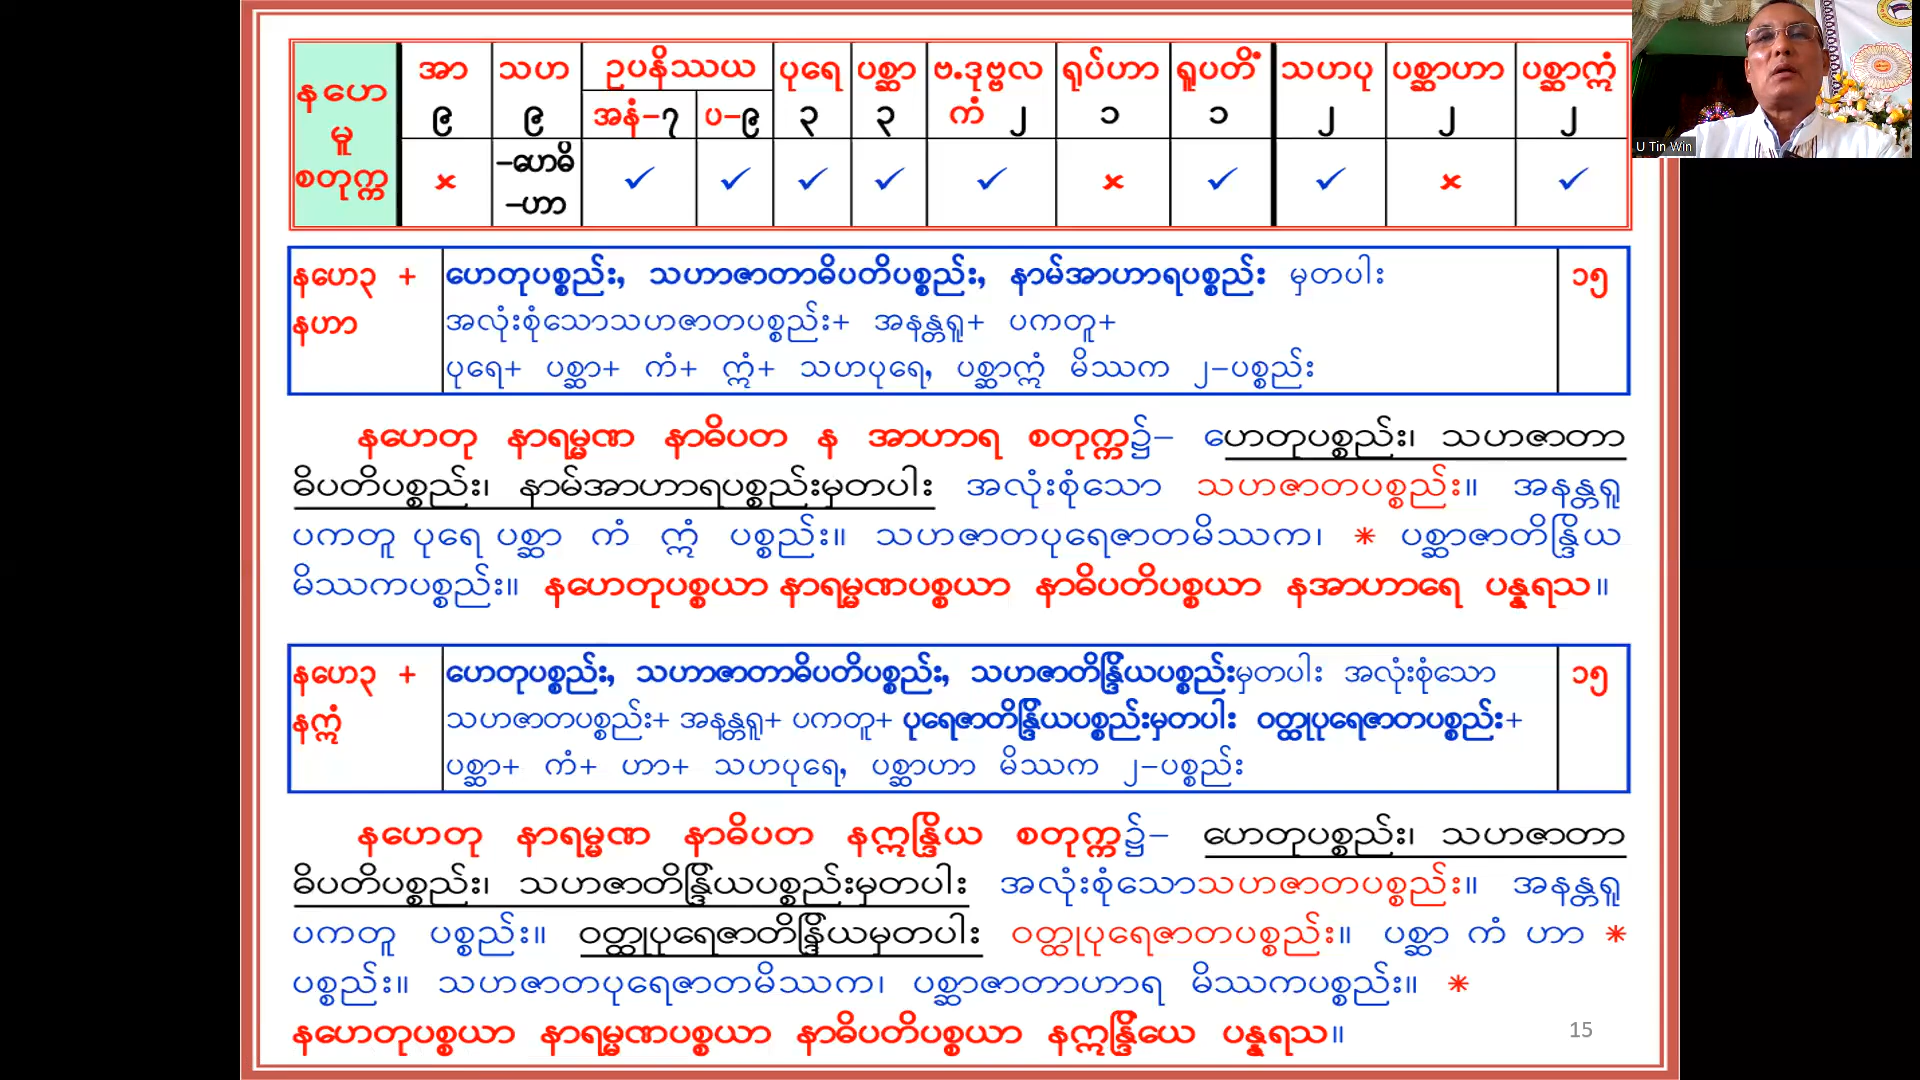 နဟေ မူ စတုက္က
အာ ၉ သဟ ၉ ဥပနိဿယ ပုရေ ၃ ပစ္ဆာ ၃ ဗ.ဒုဗ္ဗလ ကံ ၂ ရုပ်ဟာ ၁ ရူပတိံ ၁ သဟပု ၂ ပစ္ဆာဟာ ၂ ပစ္ဆာဣံ ၂
အနံ–၇ ပ–၉
× –ဟေဓိ –ဟာ ✓ ✓ ✓ ✓ ✓ × ✓ ✓ × ✓
U Tin Win
နဟေ၃ +
နဟာ
ဟေတုပစ္စည်း, သဟာဇာတာဓိပတိပစ္စည်း, နာမ်အာဟာရပစ္စည်း မှတပါး
အလုံးစုံသောသဟဇာတပစ္စည်း+ အနန္တရူ+ ပကတူ+
ပုရေ+ ပစ္ဆာ+ ကံ+ ဣံ+ သဟပုရေ, ပစ္ဆာဣံ မိဿက ၂–ပစ္စည်း
၁၅
နဟေတု နာရမ္မဏ နာဓိပတ န အာဟာရ စတုက္က၌– ဟေတုပစ္စည်း၊ သဟဇာတာ
ဓိပတိပစ္စည်း၊ နာမ်အာဟာရပစ္စည်းမှတပါး အလုံးစုံသော သဟဇာတပစ္စည်း။ အနန္တရူ
ပကတူ ပုရေ ပစ္ဆာ ကံ ဣံ ပစ္စည်း။ သဟဇာတပုရေဇာတမိဿက၊ * ပစ္ဆာဇာတိန္ဒြိယ
မိဿကပစ္စည်း။ နဟေတုပစ္စယာ နာရမ္မဏပစ္စယာ နာဓိပတိပစ္စယာ နအာဟာရေ ပန္နရသ။
နဟေ၃ +
နဣံ
ဟေတုပစ္စည်း, သဟာဇာတာဓိပတိပစ္စည်း, သဟဇာတိန္ဒြိယပစ္စည်းမှတပါး အလုံးစုံသော
သဟဇာတပစ္စည်း+ အနန္တရူ+ ပကတူ+ ပုရေဇာတိန္ဒြိယပစ္စည်းမှတပါး ဝတ္ထုပုရေဇာတပစ္စည်း+
ပစ္ဆာ+ ကံ+ ဟာ+ သဟပုရေ, ပစ္ဆာဟာ မိဿက ၂–ပစ္စည်း
၁၅
နဟေတု နာရမ္မဏ နာဓိပတ နဣန္ဒြိယ စတုက္က၌– ဟေတုပစ္စည်း၊ သဟဇာတာ
ဓိပတိပစ္စည်း၊ သဟဇာတိန္ဒြိယပစ္စည်းမှတပါး အလုံးစုံသောသဟဇာတပစ္စည်း။ အနန္တရူ
ပကတူ ပစ္စည်း။ ဝတ္ထုပုရေဇာတိန္ဒြိယမှတပါး ဝတ္ထုပုရေဇာတပစ္စည်း။ ပစ္ဆာ ကံ ဟာ *
ပစ္စည်း။ သဟဇာတပုရေဇာတမိဿက၊ ပစ္ဆာဇာတာဟာရ မိဿကပစ္စည်း။ *
နဟေတုပစ္စယာ နာရမ္မဏပစ္စယာ နာဓိပတိပစ္စယာ နဣန္ဒြိယေ ပန္နရသ။
15